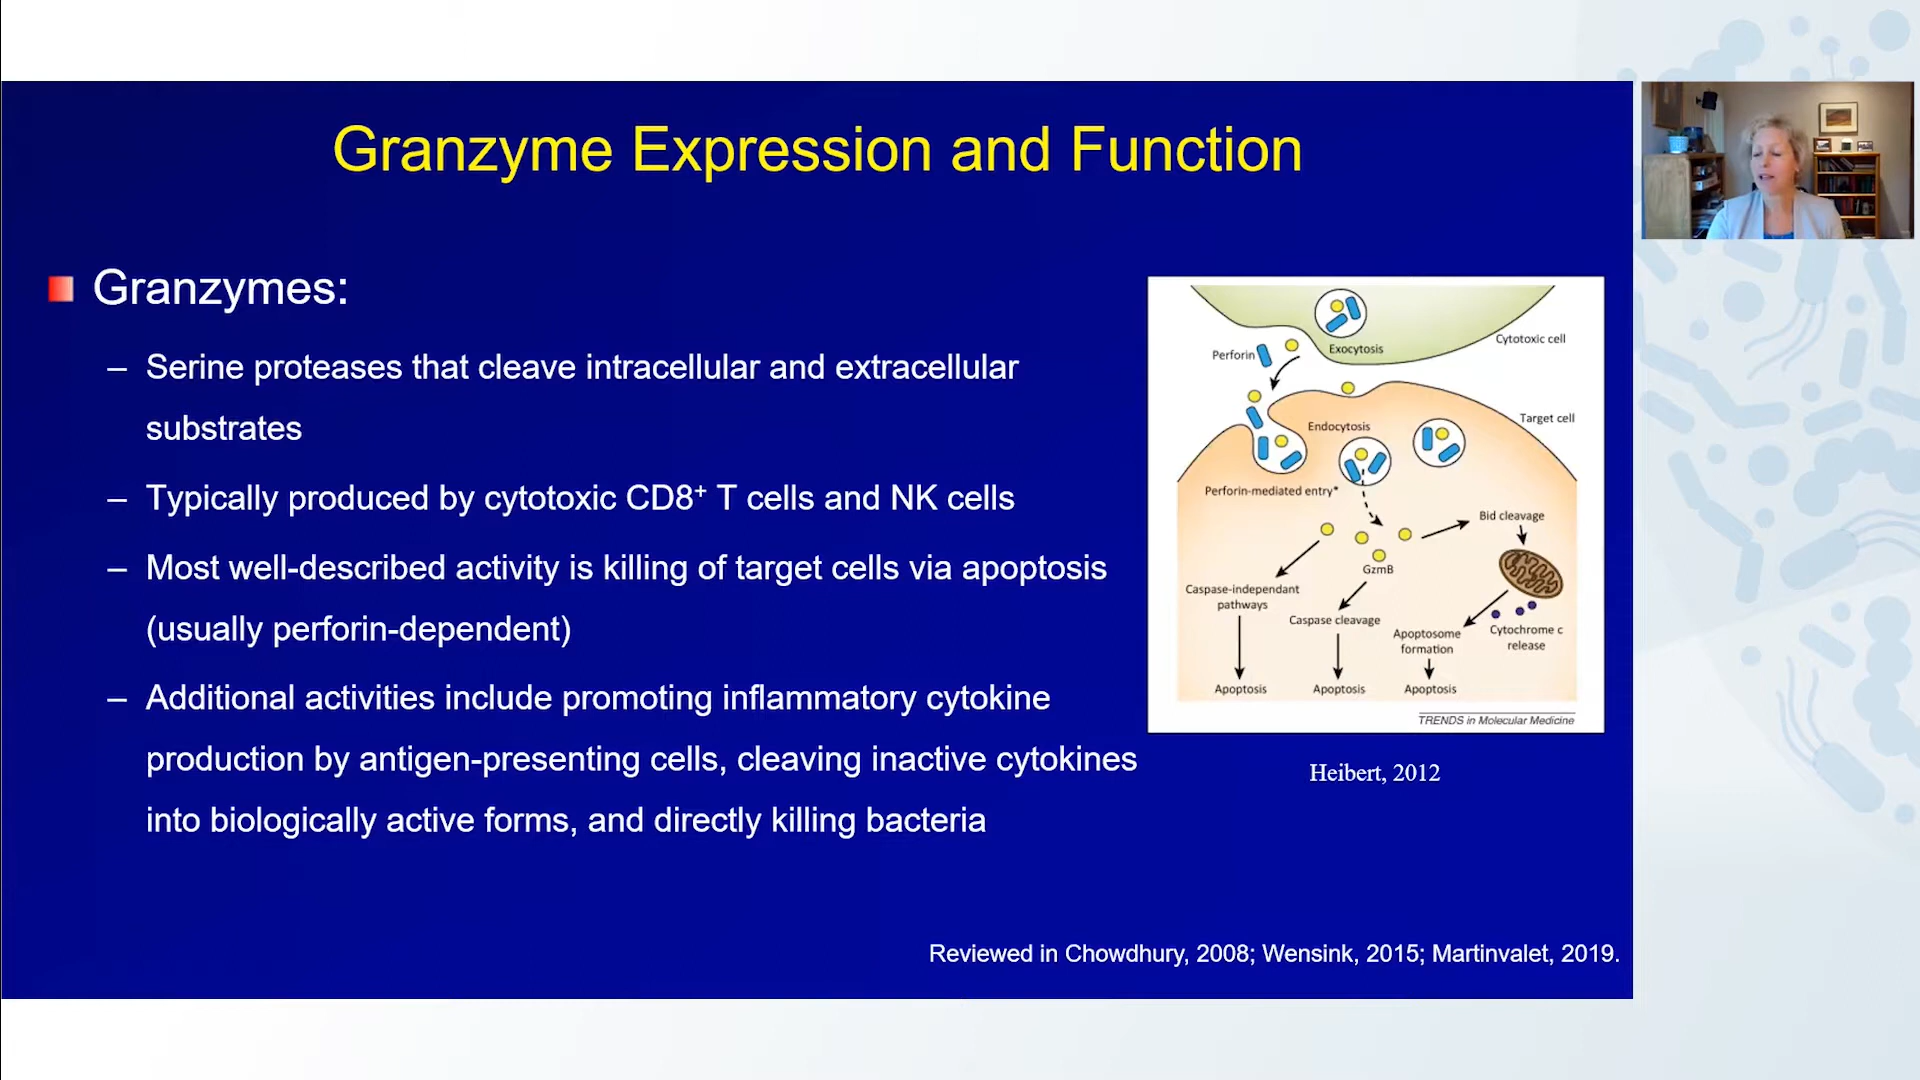 Granzyme Expression and Function
Granzymes:
– Serine proteases that cleave intracellular and extracellular
substrates
– Typically produced by cytotoxic CD8⁺ T cells and NK cells
– Most well-described activity is killing of target cells via apoptosis
(usually perforin-dependent)
– Additional activities include promoting inflammatory cytokine
production by antigen-presenting cells, cleaving inactive cytokines
into biologically active forms, and directly killing bacteria
Cytotoxic cell
Exocytosis
Perforin
Target cell
Endocytosis
Perforin-mediated entry*
Bid cleavage
GzmB
Caspase-independant
pathways
Caspase cleavage
Cytochrome c
release
Apoptosome
formation
Apoptosis
Apoptosis
Apoptosis
TRENDS in Molecular Medicine
Heibert, 2012
Reviewed in Chowdhury, 2008; Wensink, 2015; Martinvalet, 2019.